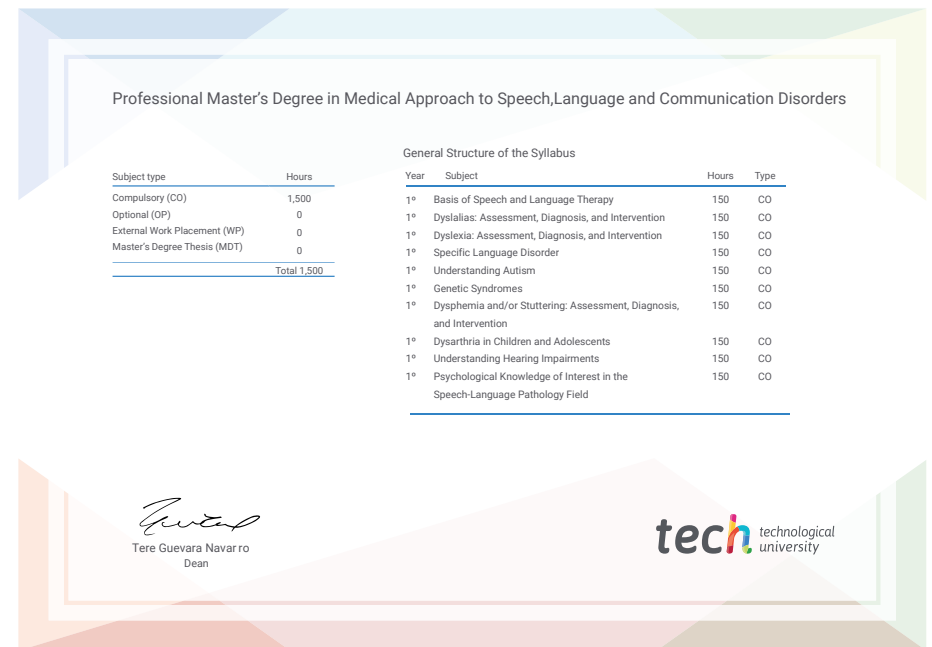 Professional Master's Degree in Medical Approach to Speech,Language and Communication Disorders
Subject type Hours
Compulsory (CO) 1,500
Optional (OP) 0
External Work Placement (WP) 0
Master's Degree Thesis (MDT) 0
Total 1,500
General Structure of the Syllabus
Year Subject Hours Type
1º Basis of Speech and Language Therapy 150 CO
1º Dyslalias: Assessment, Diagnosis, and Intervention 150 CO
1º Dyslexia: Assessment, Diagnosis, and Intervention 150 CO
1º Specific Language Disorder 150 CO
1º Understanding Autism 150 CO
1º Genetic Syndromes 150 CO
1º Dysphemia and/or Stuttering: Assessment, Diagnosis, 150 CO
and Intervention
1º Dysarthria in Children and Adolescents 150 CO
1º Understanding Hearing Impairments 150 CO
1º Psychological Knowledge of Interest in the 150 CO
Speech-Language Pathology Field
Tere Guevara Navarro
Dean
tech technological
university